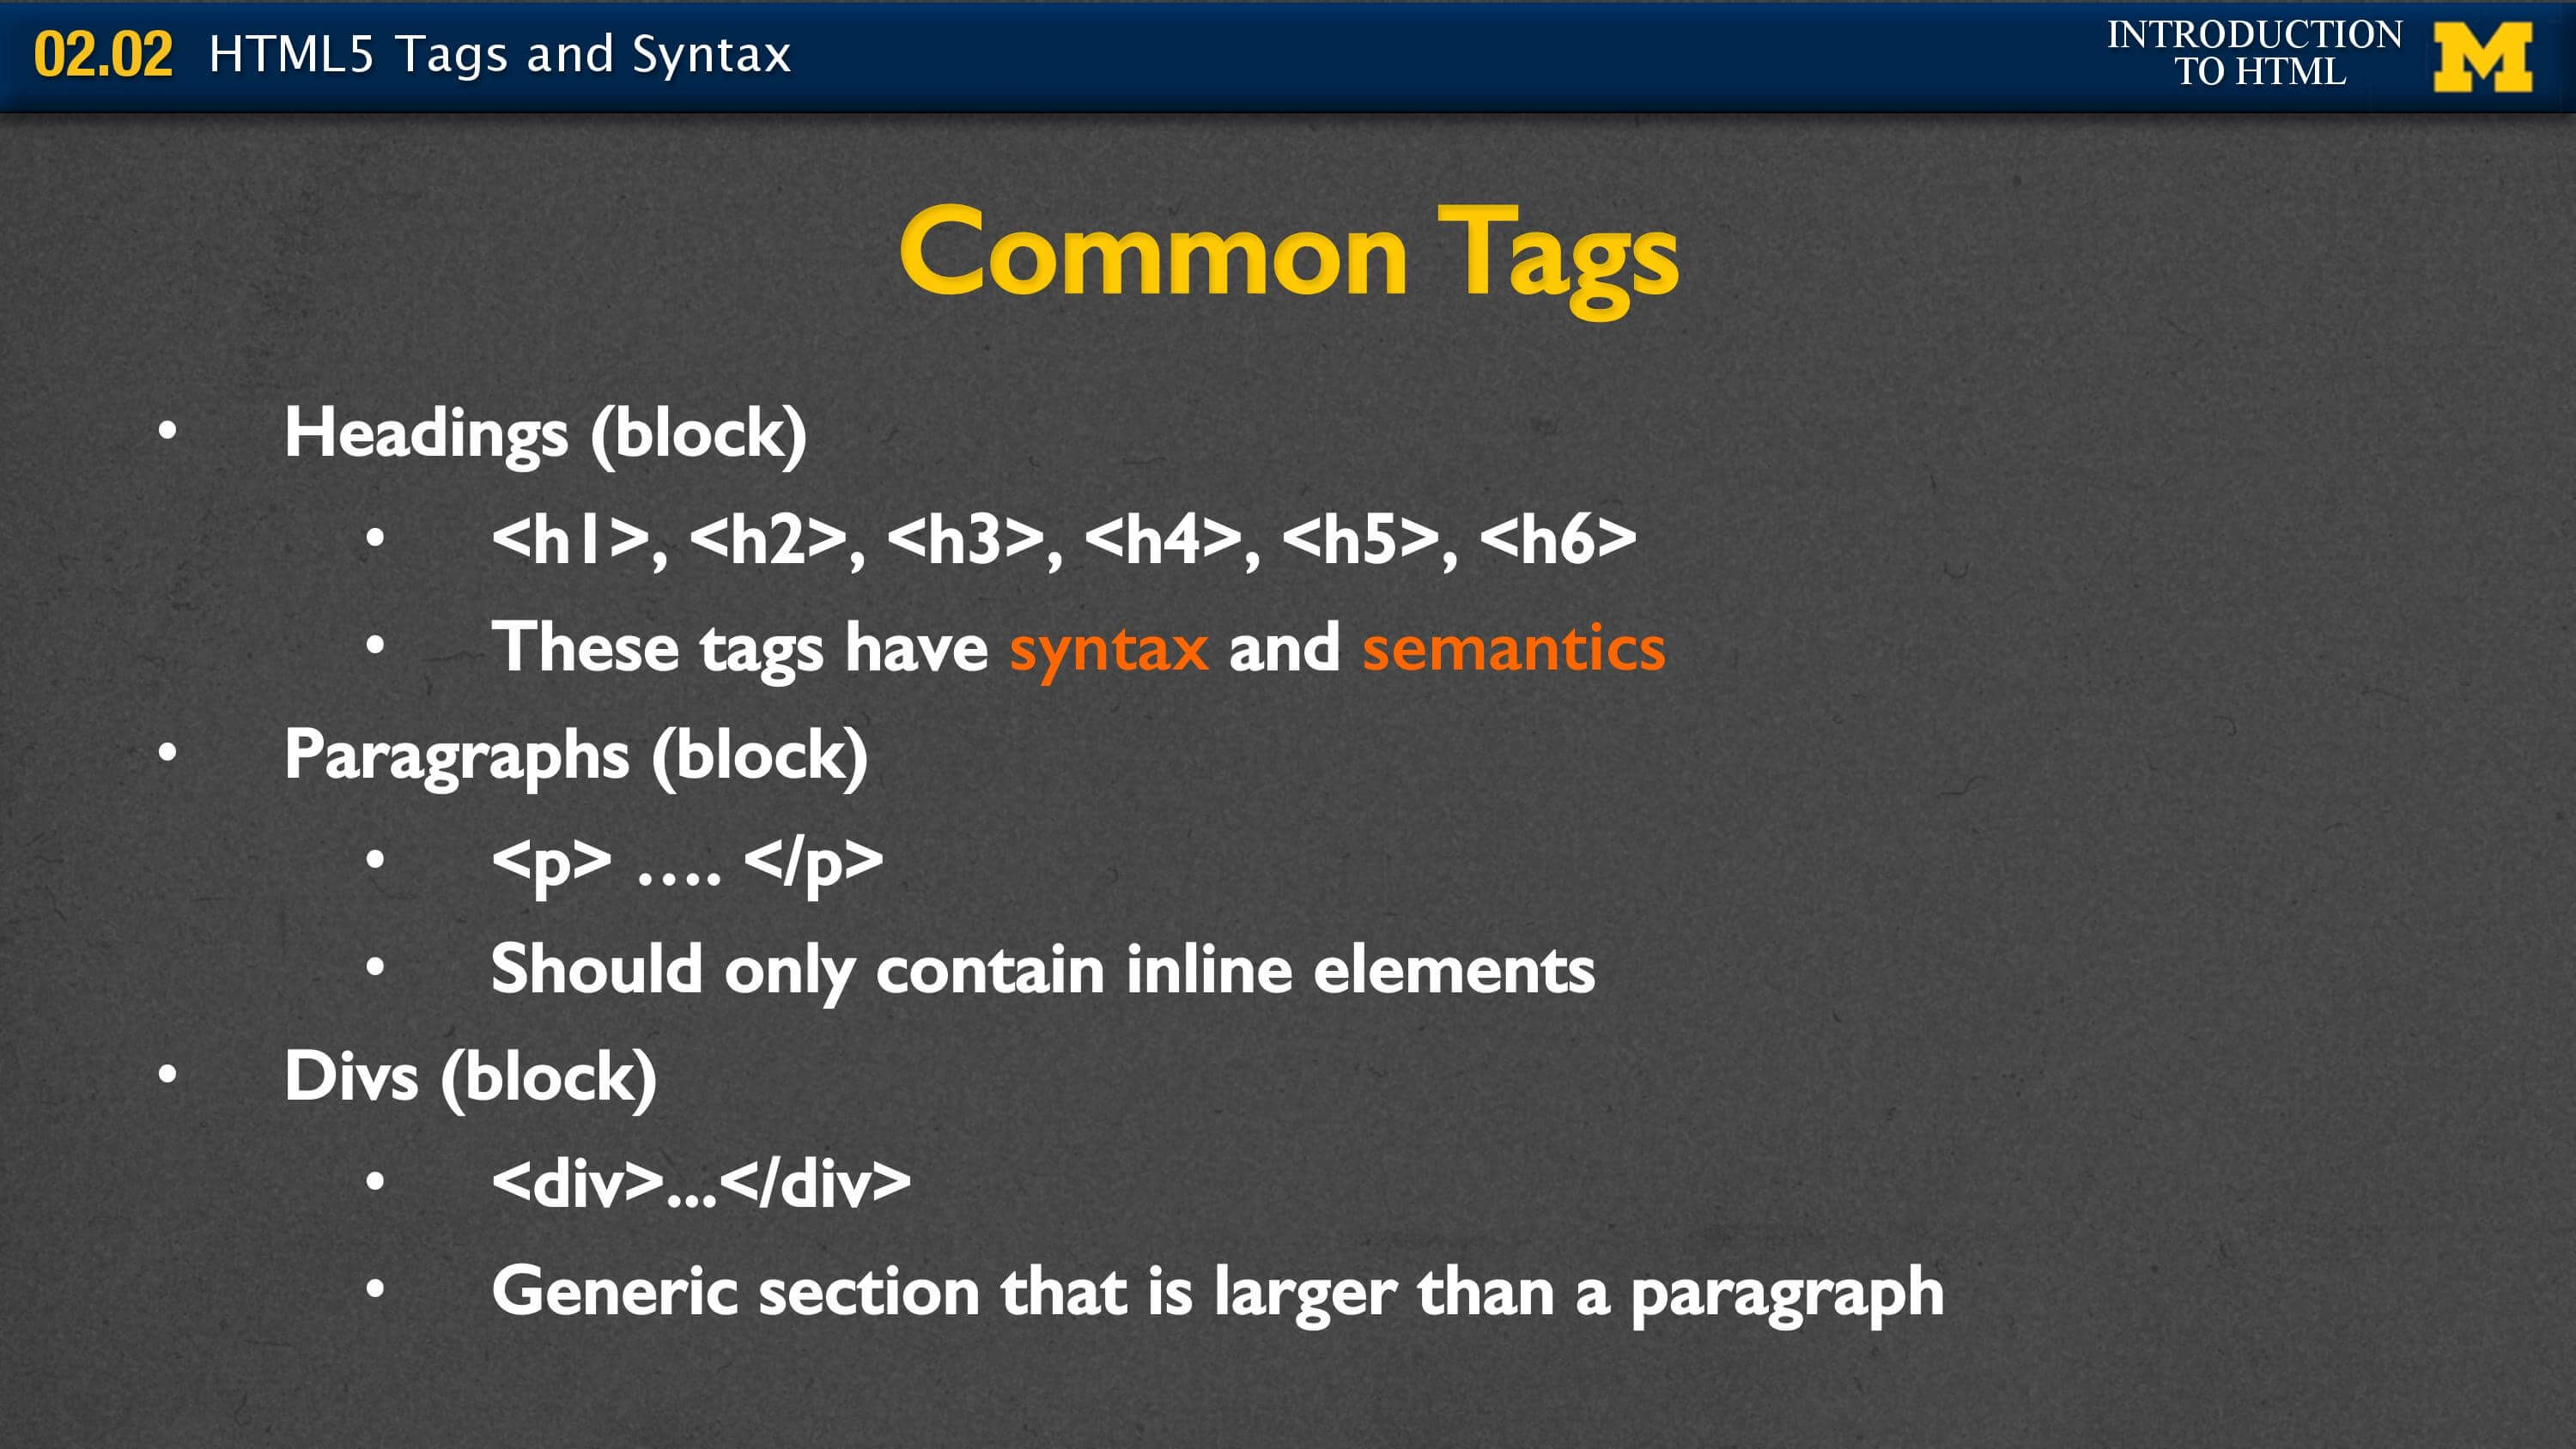 02.02 HTML5 Tags and Syntax
INTRODUCTION
TO HTML
M
Common Tags
• Headings (block)
• <h1>, <h2>, <h3>, <h4>, <h5>, <h6>
• These tags have syntax and semantics
• Paragraphs (block)
• <p> …. </p>
• Should only contain inline elements
• Divs (block)
• <div>...</div>
• Generic section that is larger than a paragraph